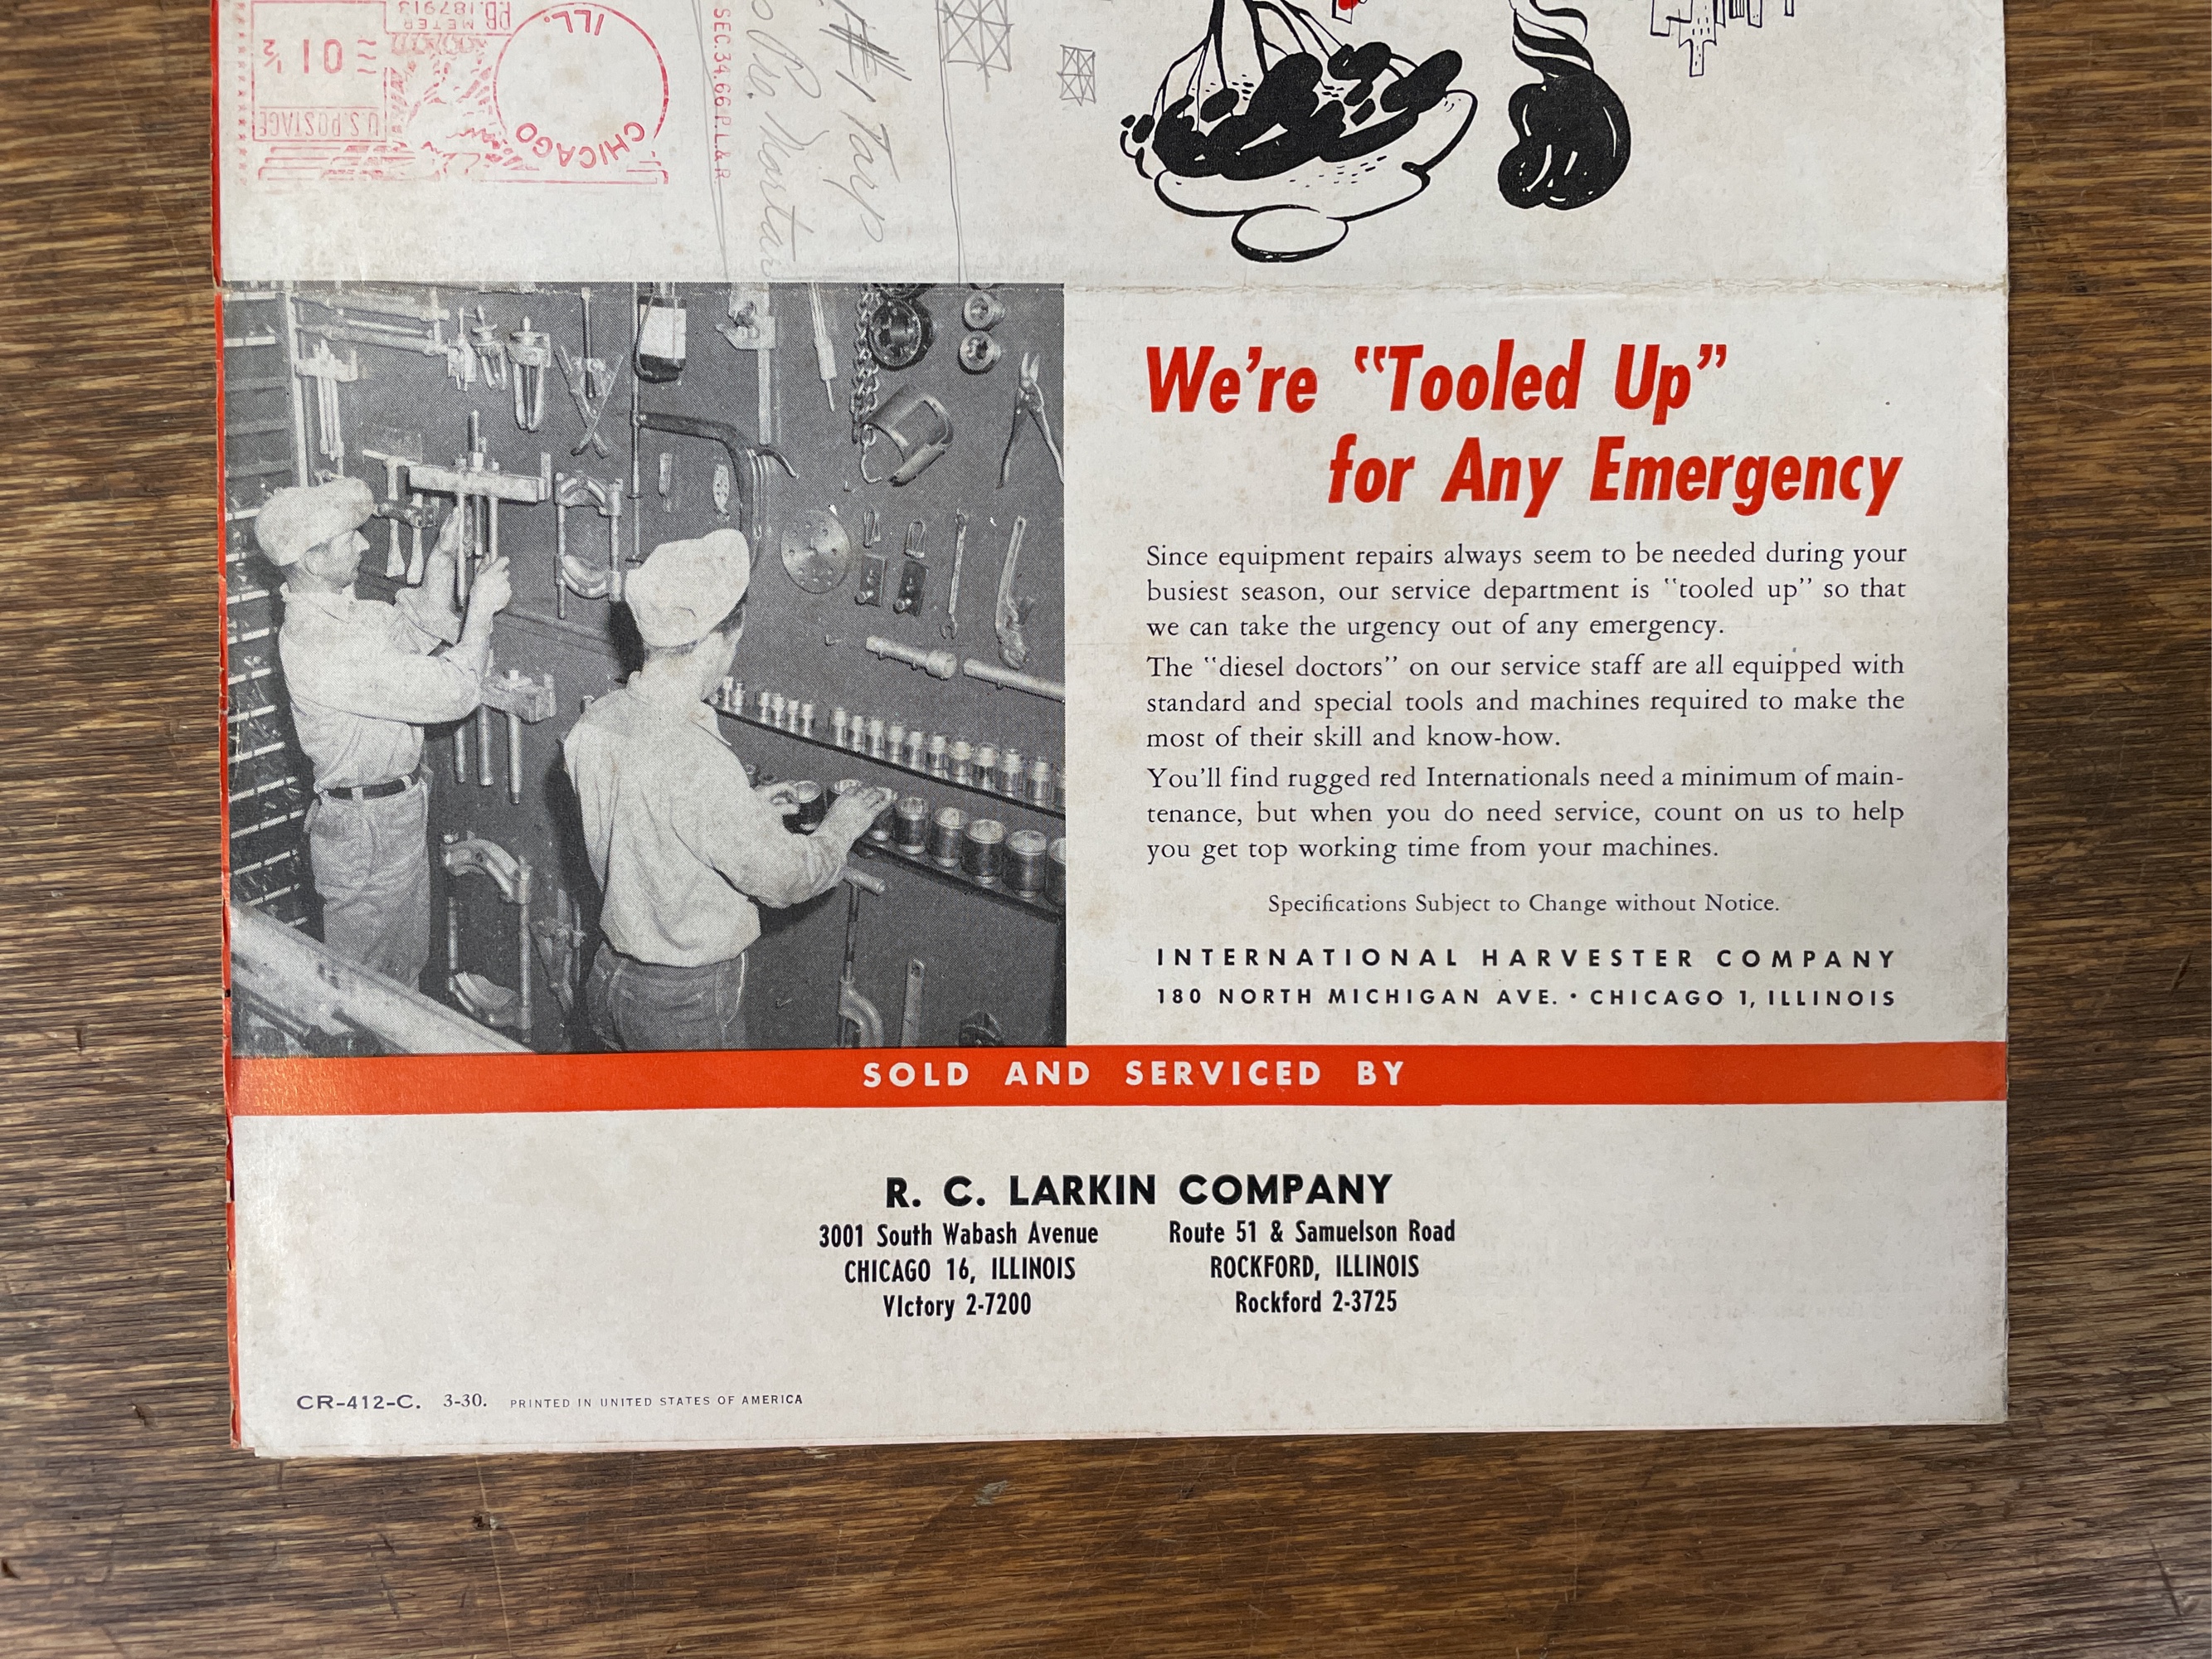 PB METER
P.B.187913
U.S. POSTAGE
01 ½
CHICAGO
ILL.
SEC.34.66 P.L.&R.
#1 Tarp
We're "Tooled Up"
for Any Emergency
Since equipment repairs always seem to be needed during your
busiest season, our service department is "tooled up" so that
we can take the urgency out of any emergency.
The "diesel doctors" on our service staff are all equipped with
standard and special tools and machines required to make the
most of their skill and know-how.
You'll find rugged red Internationals need a minimum of main-
tenance, but when you do need service, count on us to help
you get top working time from your machines.
Specifications Subject to Change without Notice.
INTERNATIONAL HARVESTER COMPANY
180 NORTH MICHIGAN AVE. • CHICAGO 1, ILLINOIS
SOLD AND SERVICED BY
R. C. LARKIN COMPANY
3001 South Wabash Avenue
CHICAGO 16, ILLINOIS
VIctory 2-7200
Route 51 & Samuelson Road
ROCKFORD, ILLINOIS
Rockford 2-3725
CR-412-C. 3-30. PRINTED IN UNITED STATES OF AMERICA